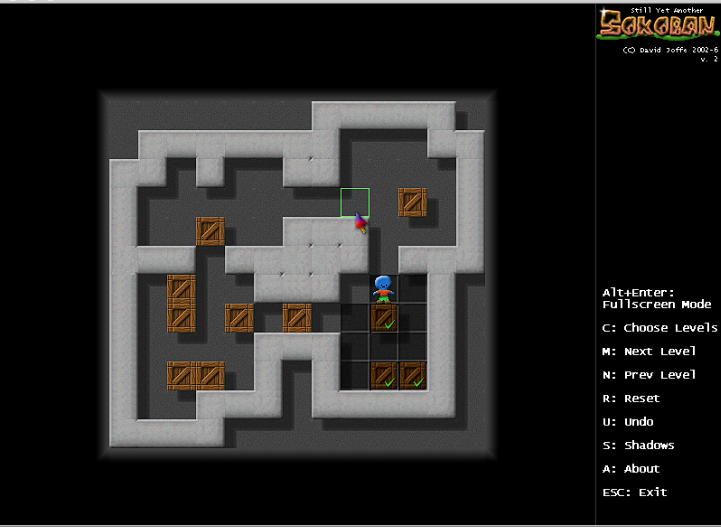 Still Yet Another
SOKOBAN
(C) David Joffe 2002-6
v. 2
Alt+Enter:
Fullscreen Mode
C: Choose Levels
M: Next Level
N: Prev Level
R: Reset
U: Undo
S: Shadows
A: About
ESC: Exit